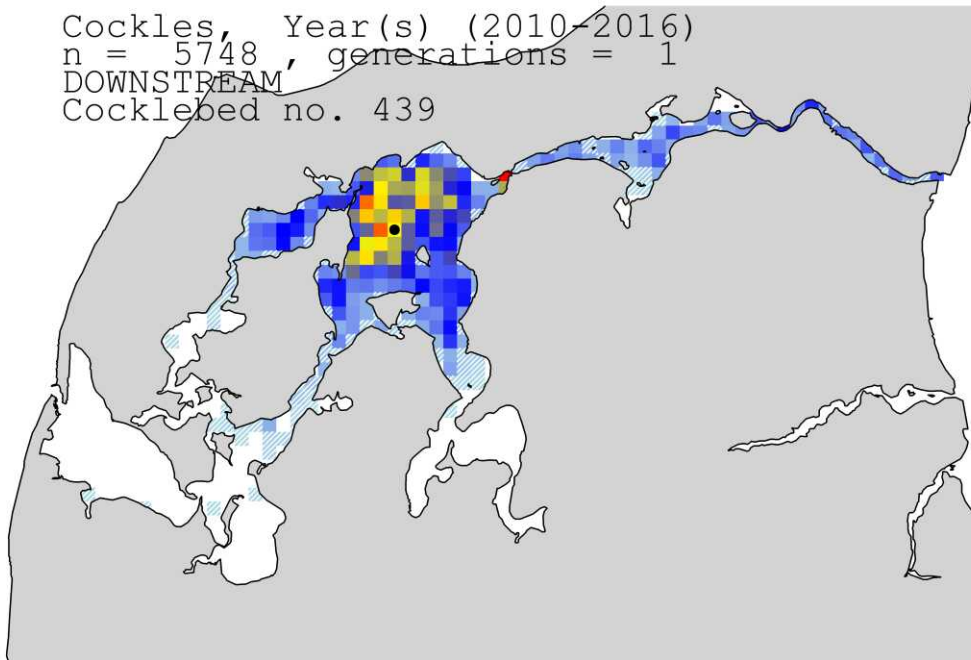 Cockles, Year(s) (2010-2016)
n = 5748 , generations = 1
DOWNSTREAM
Cocklebed no. 439